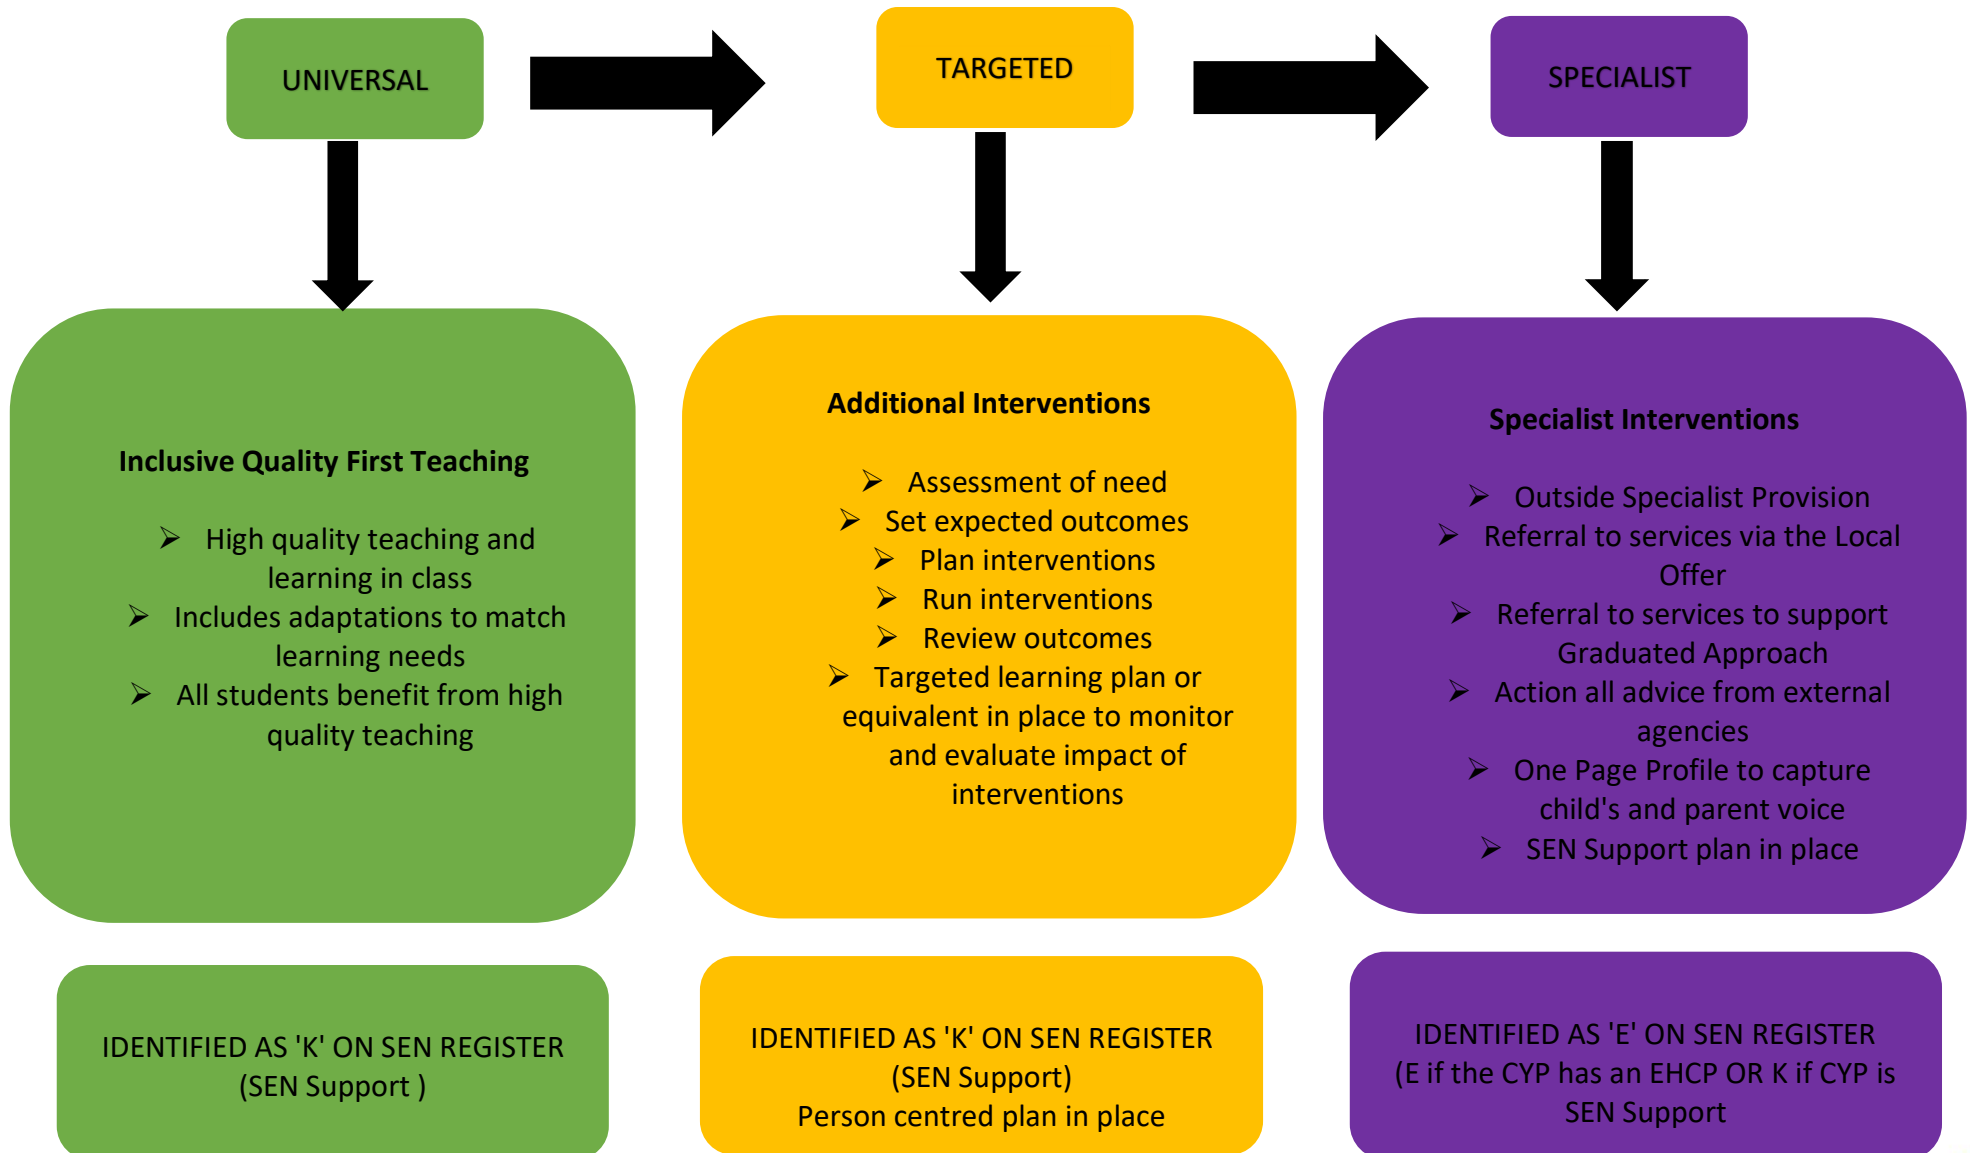 UNIVERSAL
TARGETED
SPECIALIST
Inclusive Quality First Teaching
➢ High quality teaching and
learning in class
➢ Includes adaptations to match
learning needs
➢ All students benefit from high
quality teaching
Additional Interventions
➢ Assessment of need
➢ Set expected outcomes
➢ Plan interventions
➢ Run interventions
➢ Review outcomes
➢ Targeted learning plan or
equivalent in place to monitor
and evaluate impact of
interventions
Specialist Interventions
➢ Outside Specialist Provision
➢ Referral to services via the Local
Offer
➢ Referral to services to support
Graduated Approach
➢ Action all advice from external
agencies
➢ One Page Profile to capture
child's and parent voice
➢ SEN Support plan in place
IDENTIFIED AS 'K' ON SEN REGISTER
(SEN Support )
IDENTIFIED AS 'K' ON SEN REGISTER
(SEN Support)
Person centred plan in place
IDENTIFIED AS 'E' ON SEN REGISTER
(E if the CYP has an EHCP OR K if CYP is
SEN Support